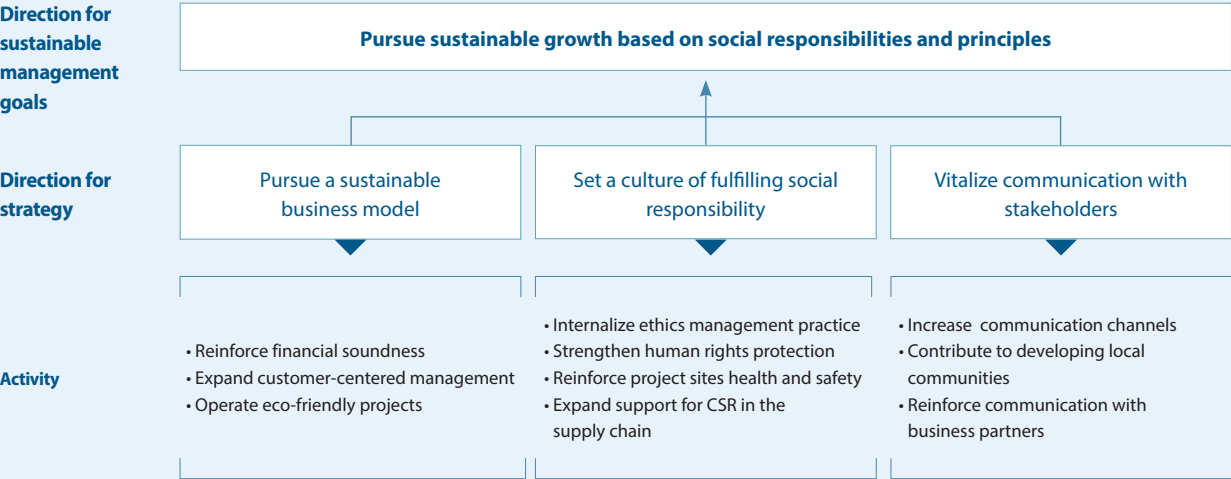 Direction for
sustainable
management
goals
Pursue sustainable growth based on social responsibilities and principles
Direction for
strategy
Pursue a sustainable
business model
Set a culture of fulfilling social
responsibility
Vitalize communication with
stakeholders
Activity
• Reinforce financial soundness
• Expand customer-centered management
• Operate eco-friendly projects
• Internalize ethics management practice
• Strengthen human rights protection
• Reinforce project sites health and safety
• Expand support for CSR in the
supply chain
• Increase communication channels
• Contribute to developing local
communities
• Reinforce communication with
business partners